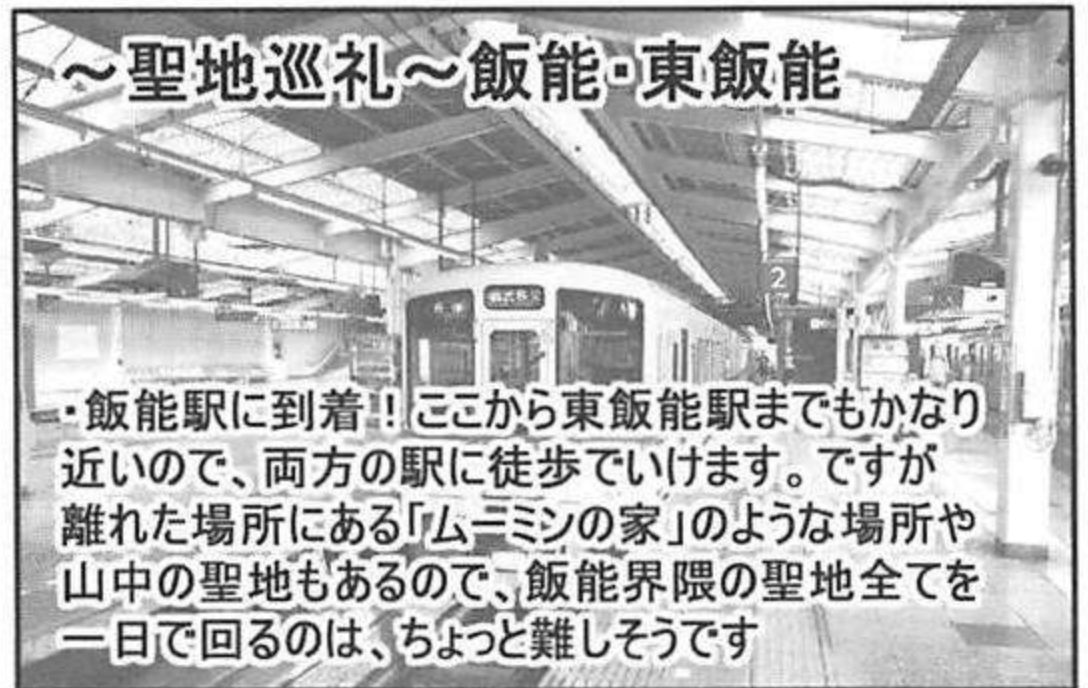 ～聖地巡礼～飯能・東飯能
2
・飯能駅に到着！ここから東飯能駅までもかなり
近いので、両方の駅に徒歩でいけます。ですが
離れた場所にある「ムーミンの家」のような場所や
山中の聖地もあるので、飯能界隈の聖地全てを
一日で回るのは、ちょっと難しそうです